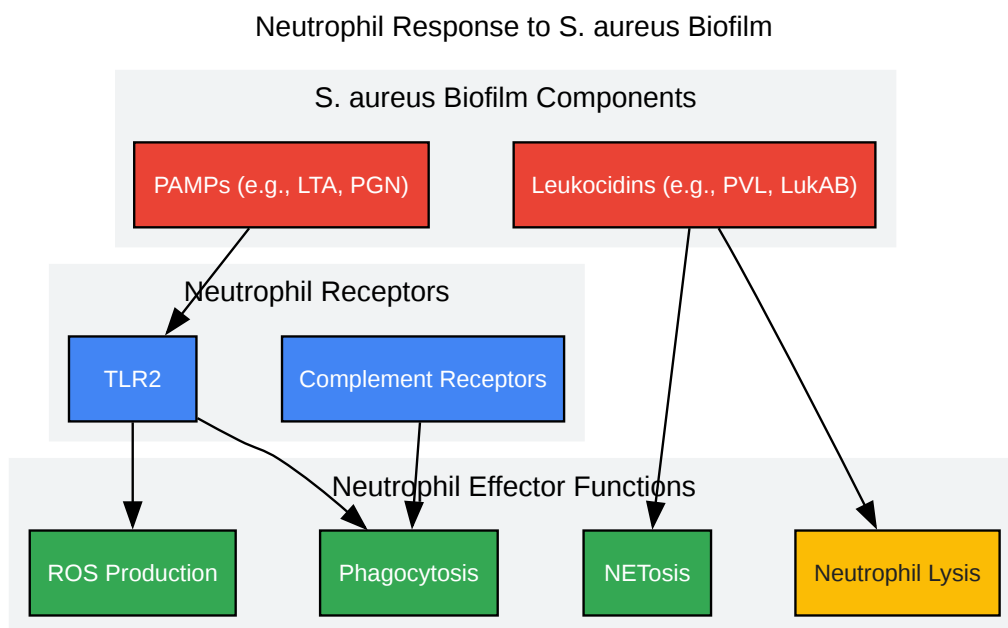 Neutrophil Response to S. aureus Biofilm
S. aureus Biofilm Components
PAMPs (e.g., LTA, PGN)
Leukocidins (e.g., PVL, LukAB)
Neutrophil Receptors
TLR2
Complement Receptors
Neutrophil Effector Functions
ROS Production
Phagocytosis
NETosis
Neutrophil Lysis